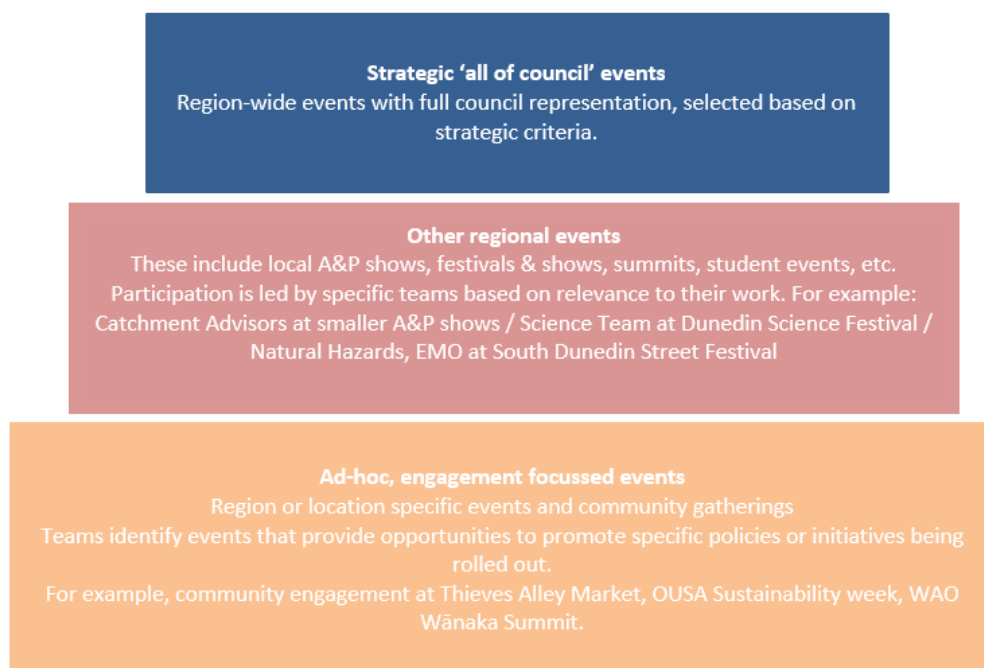 Strategic ‘all of council’ events
Region-wide events with full council representation, selected based on
strategic criteria.
Other regional events
These include local A&P shows, festivals & shows, summits, student events, etc.
Participation is led by specific teams based on relevance to their work. For example:
Catchment Advisors at smaller A&P shows / Science Team at Dunedin Science Festival /
Natural Hazards, EMO at South Dunedin Street Festival
Ad-hoc, engagement focussed events
Region or location specific events and community gatherings
Teams identify events that provide opportunities to promote specific policies or initiatives being
rolled out.
For example, community engagement at Thieves Alley Market, OUSA Sustainability week, WAO
Wānaka Summit.